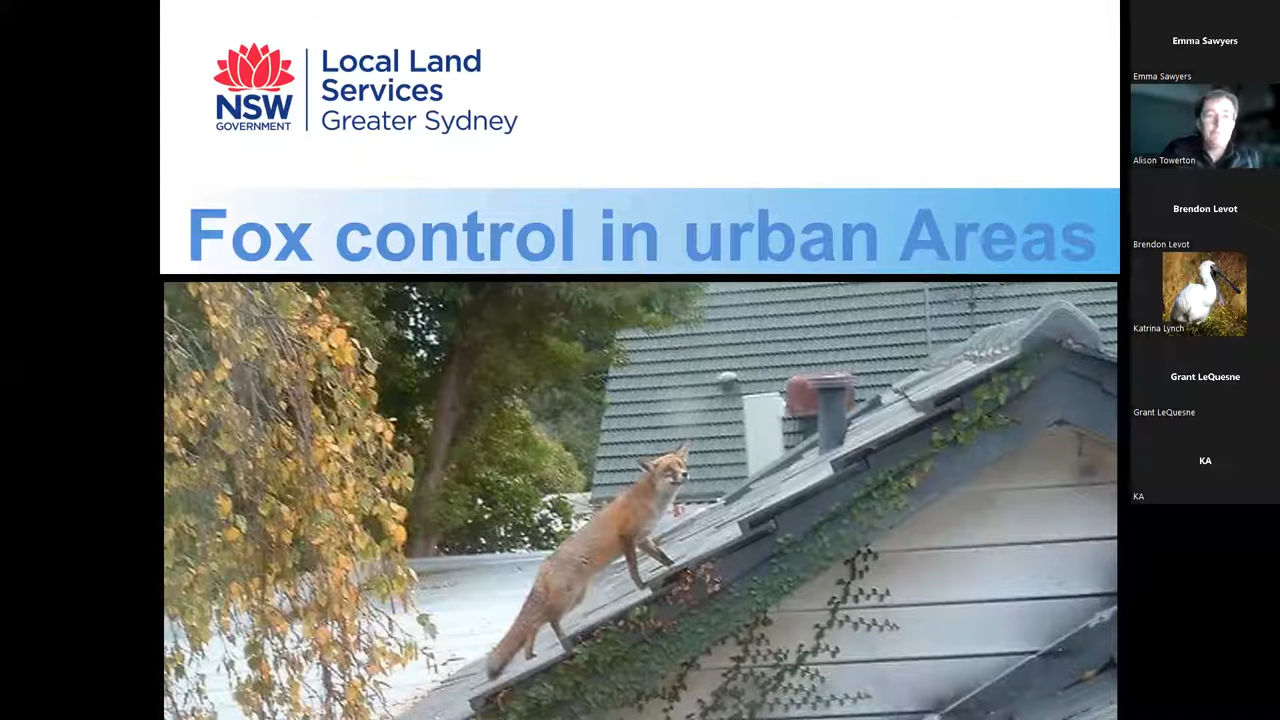 NSW
GOVERNMENT
Local Land
Services
Greater Sydney
Fox control in urban Areas
Emma Sawyers
Emma Sawyers
Alison Towerton
Brendon Levot
Brendon Levot
Katrina Lynch
Grant LeQuesne
Grant LeQuesne
KA
KA